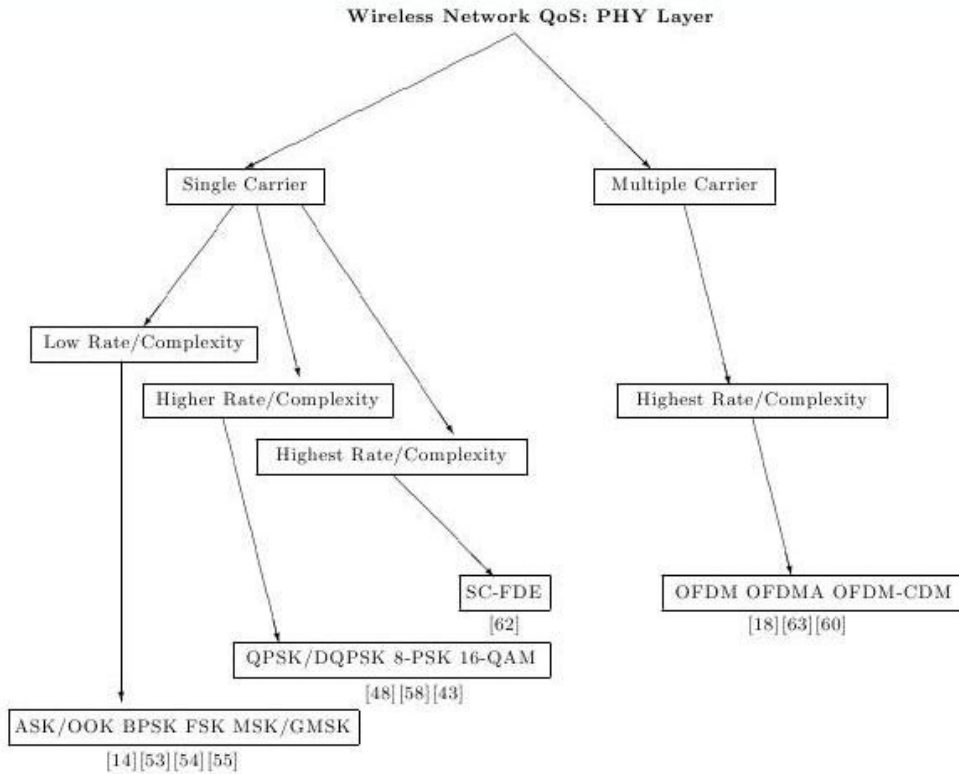 Wireless Network QoS: PHY Layer
Single Carrier
Multiple Carrier
Low Rate/Complexity
Higher Rate/Complexity
Highest Rate/Complexity
Highest Rate/Complexity
SC-FDE
[62]
OFDM OFDMA OFDM-CDM
[18][63][60]
QPSK/DQPSK 8-PSK 16-QAM
[48][58][43]
ASK/OOK BPSK FSK MSK/GMSK
[14][53][54][55]